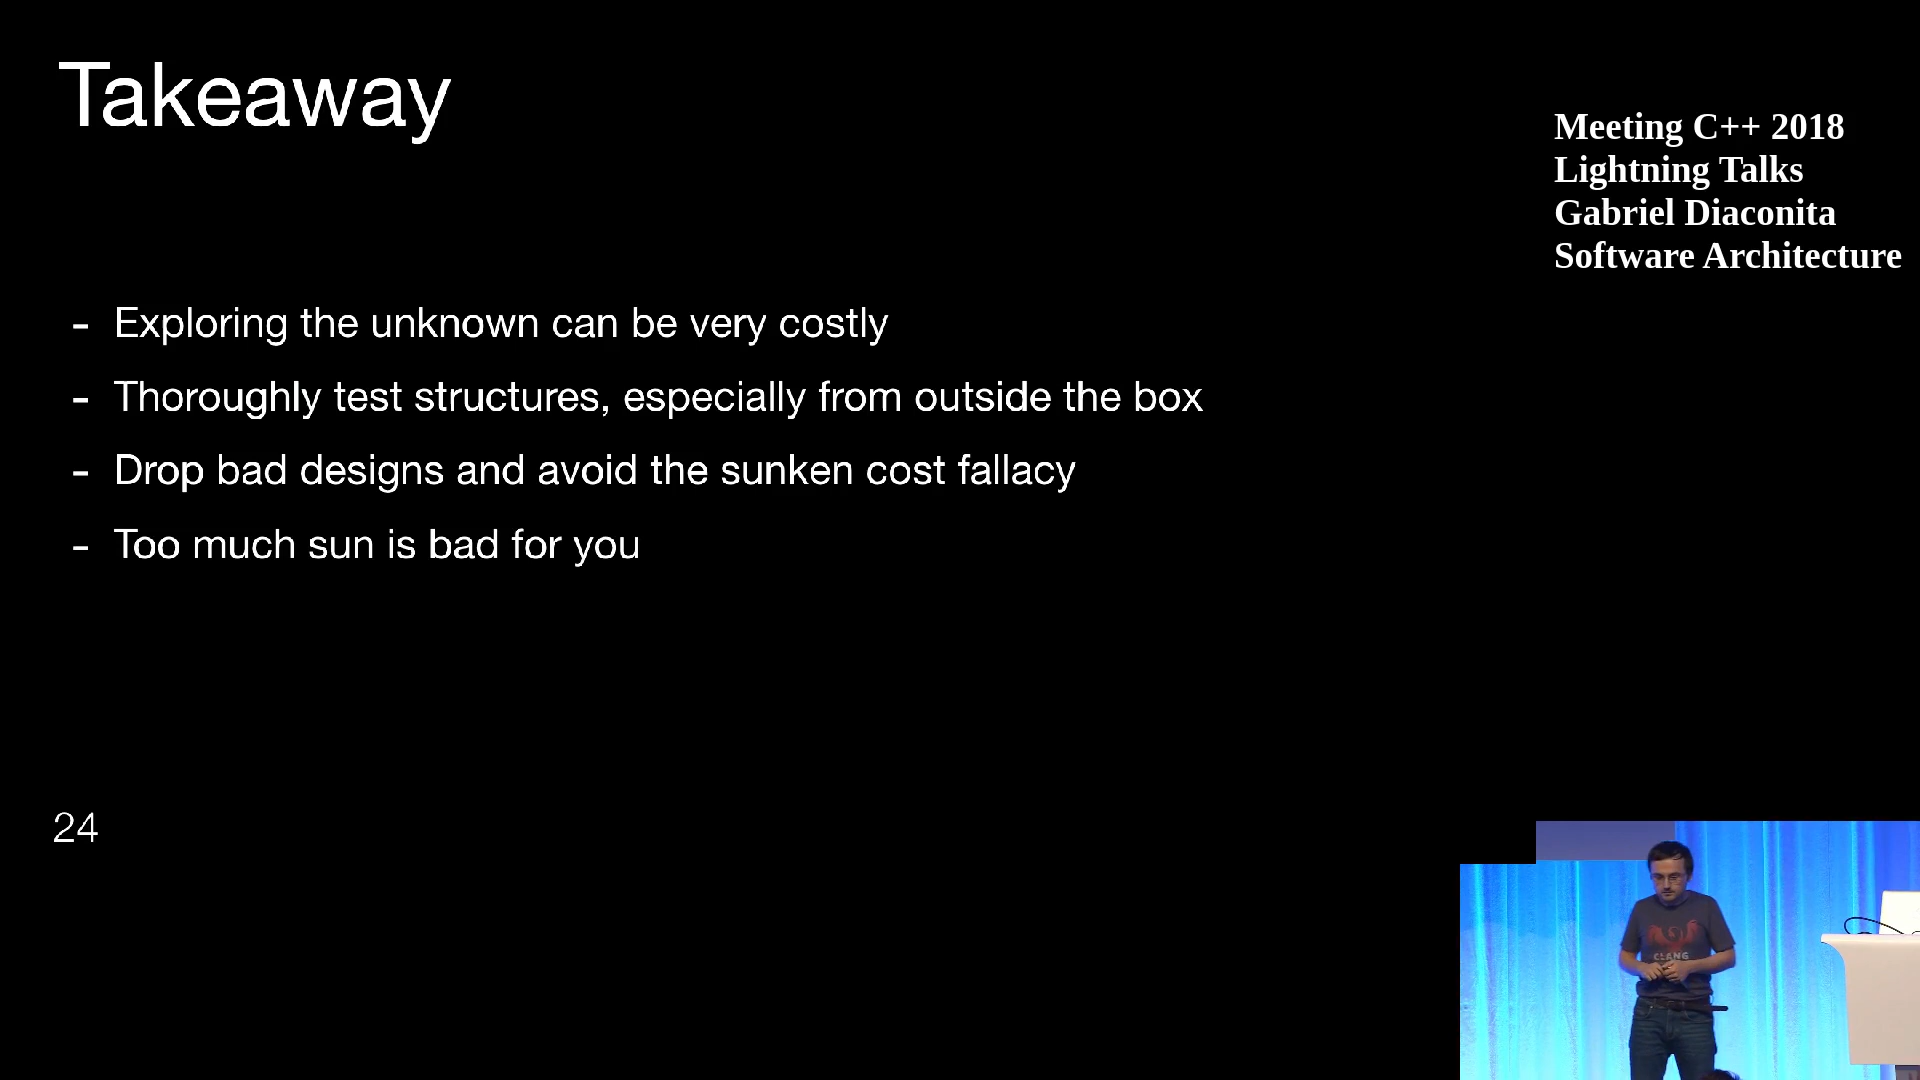 Takeaway
Meeting C++ 2018
Lightning Talks
Gabriel Diaconita
Software Architecture
- Exploring the unknown can be very costly
- Thoroughly test structures, especially from outside the box
- Drop bad designs and avoid the sunken cost fallacy
- Too much sun is bad for you
24
CLANG